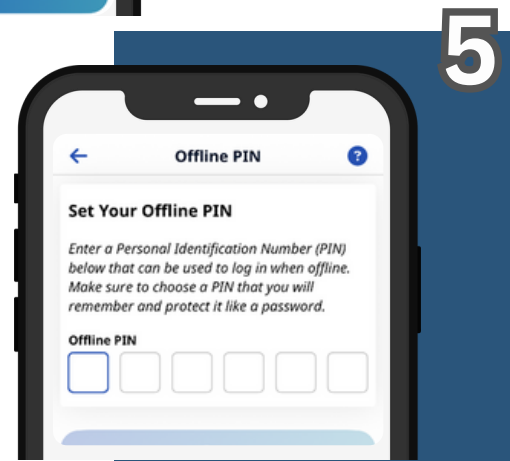 5
Offline PIN
?
Set Your Offline PIN
Enter a Personal Identification Number (PIN)
below that can be used to log in when offline.
Make sure to choose a PIN that you will
remember and protect it like a password.
Offline PIN